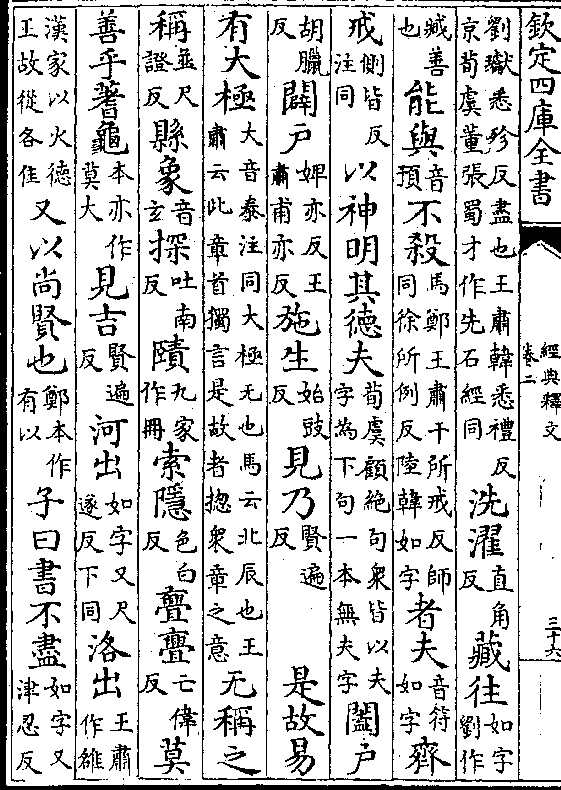 欽定四庫全書
經典釋文
卷二
三十六
劉瓛悉殄反盡也王肅韓悉禮反京荀虞董張蜀才作先石經同洗濯直角反藏往如字劉作
臧善也能與音預不殺馬鄭王肅干所戒反師同徐所例反陸韓如字者夫音符如字齊
戒側皆反注同以神明其德夫荀虞顧絶句衆皆以夫字為下句一本無夫字闔戶
胡臘反闢戶婢亦反王肅甫亦反施生始豉反見乃賢遍反是故易
有大極大音泰注同大極无也馬云北辰也王肅云此章首獨言是故者揔衆章之意无稱之
稱並尺證反縣象音玄探吐南反賾九家作冊索隱色白反亹亹亡偉反莫
善乎蓍龜本亦作莫大見吉賢遍反河出如字又尺遂反下同洛出王肅作雒
漢家以火德王故從各隹又以尚賢也鄭本作有以子曰書不盡如字又津忍反